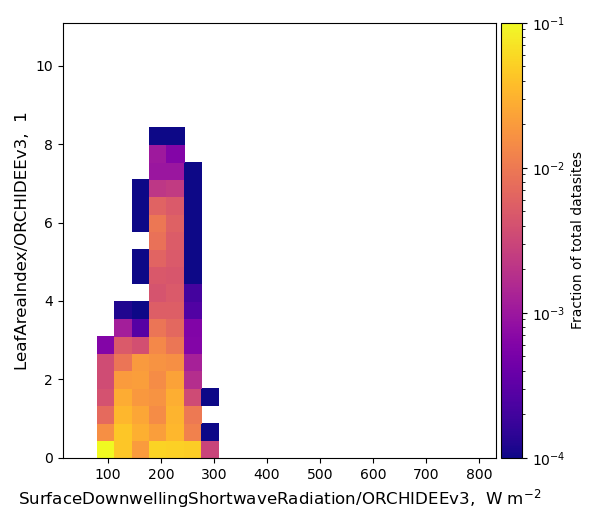 10
8
6
4
2
0
100 200 300 400 500 600 700 800
LeafAreaIndex/ORCHIDEEv3, 1
SurfaceDownwellingShortwaveRadiation/ORCHIDEEv3, W m⁻²
10⁻¹
10⁻²
10⁻³
10⁻⁴
Fraction of total datasites